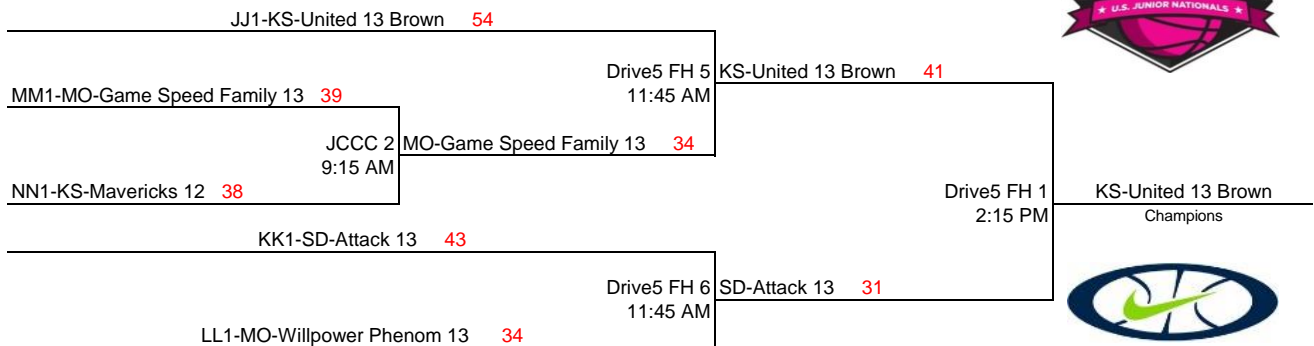 ★ U.S. JUNIOR NATIONALS ★
JJ1-KS-United 13 Brown 54
Drive5 FH 5 KS-United 13 Brown 41
11:45 AM
MM1-MO-Game Speed Family 13 39
JCCC 2 MO-Game Speed Family 13 34
9:15 AM
NN1-KS-Mavericks 12 38
Drive5 FH 1 KS-United 13 Brown
2:15 PM Champions
KK1-SD-Attack 13 43
Drive5 FH 6 SD-Attack 13 31
11:45 AM
LL1-MO-Willpower Phenom 13 34